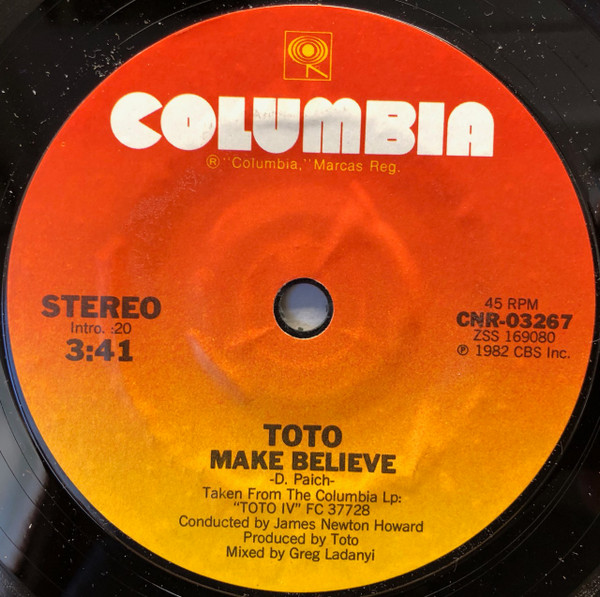 COLUMBIA
® "Columbia," Marcas Reg.
STEREO
Intro. :20
3:41
45 RPM
CNR-03267
ZSS 169080
℗ 1982 CBS Inc.
TOTO
MAKE BELIEVE
-D. Paich-
Taken From The Columbia Lp:
"TOTO IV" FC 37728
Conducted by James Newton Howard
Produced by Toto
Mixed by Greg Ladanyi